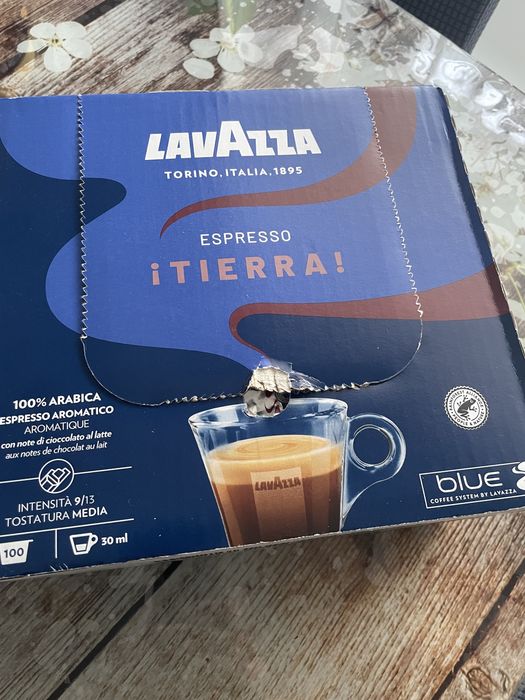 LAVAZZA
TORINO, ITALIA, 1895
ESPRESSO
¡TIERRA!
100% ARABICA
ESPRESSO AROMATICO
AROMATIQUE
con note di cioccolato al latte
aux notes de chocolat au lait
INTENSITÀ 9/13
TOSTATURA MEDIA
100
30 ml
LAVAZZA
blue
COFFEE SYSTEM BY LAVAZZA